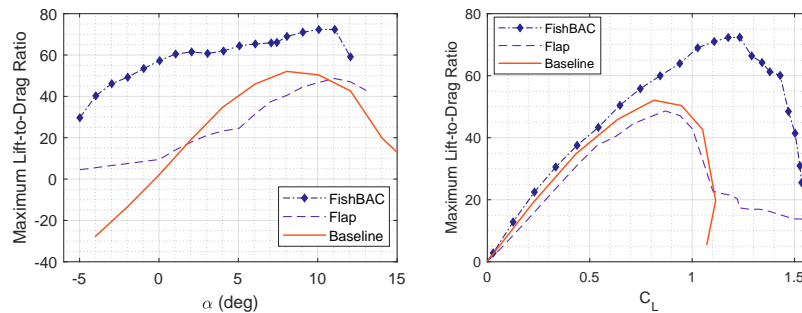 Maximum Lift-to-Drag Ratio
80
60
40
20
0
-20
-40
-5
0
5
10
15
α (deg)
FishBAC
Flap
Baseline
Maximum Lift-to-Drag Ratio
80
60
40
20
0
0
0.5
1
1.5
C_L
FishBAC
Flap
Baseline